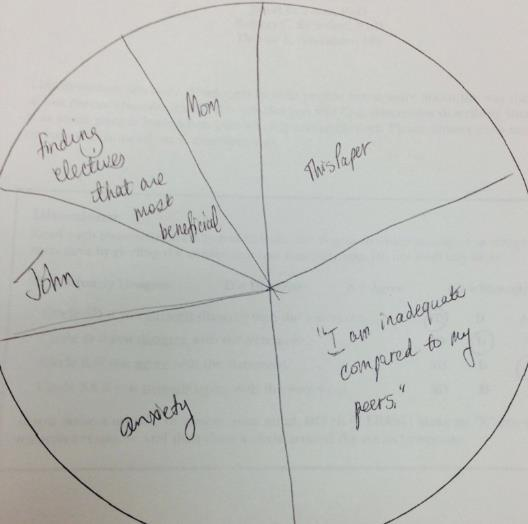 Mom
This Paper
finding
electives
that are
most
beneficial
John
"I am inadequate
compared to my
peers."
anxiety